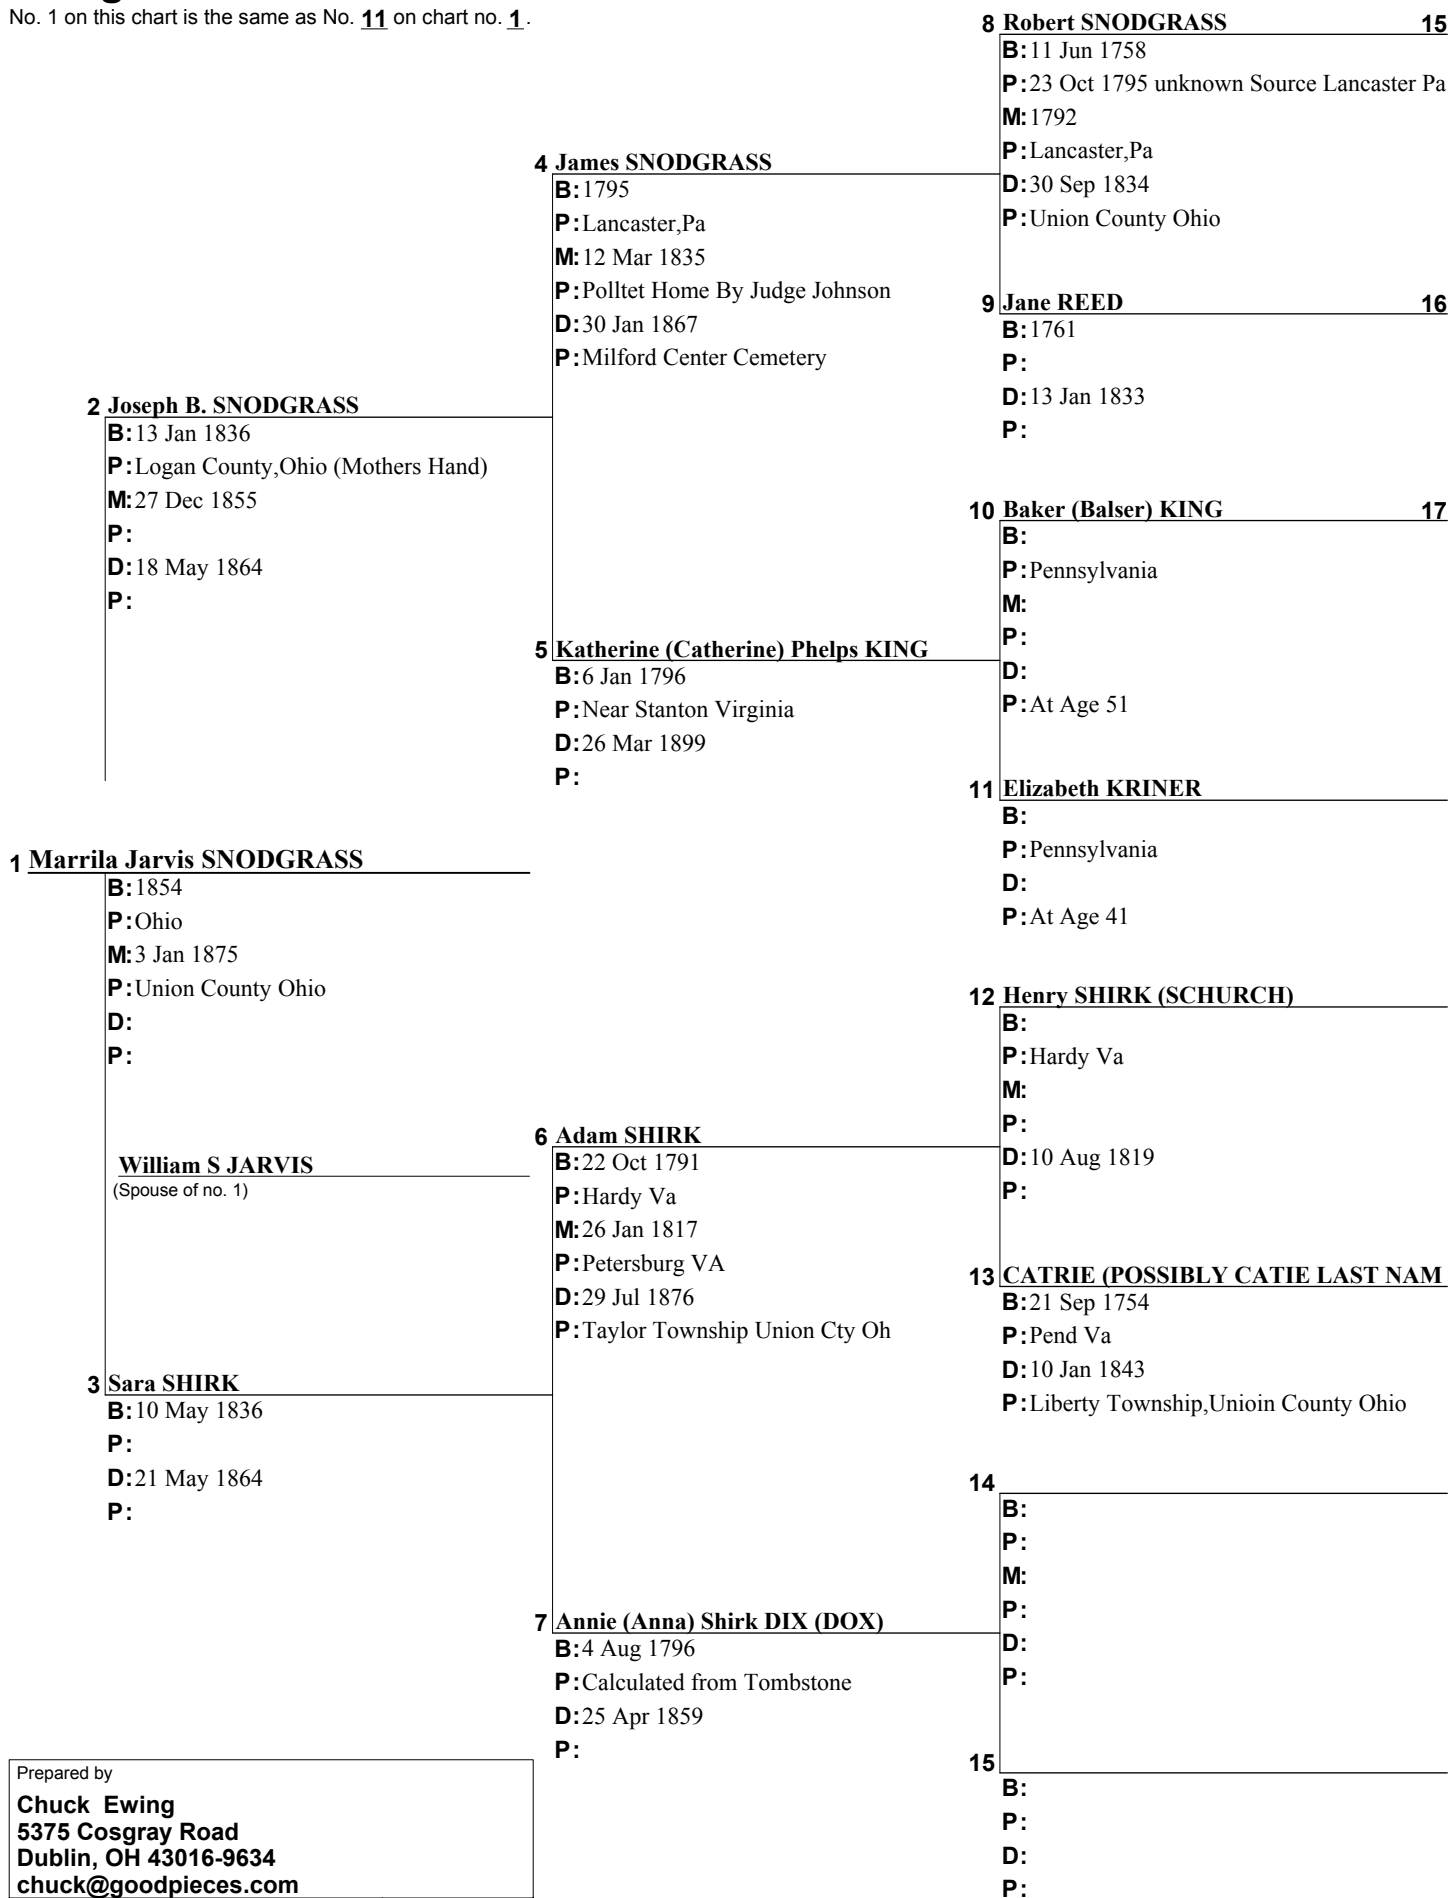 No. 1 on this chart is the same as No. 11 on chart no. 1.
8 Robert SNODGRASS 15
B: 11 Jun 1758
P: 23 Oct 1795 unknown Source Lancaster Pa
M: 1792
P: Lancaster,Pa
D: 30 Sep 1834
P: Union County Ohio
4 James SNODGRASS
B: 1795
P: Lancaster,Pa
M: 12 Mar 1835
P: Polltet Home By Judge Johnson
D: 30 Jan 1867
P: Milford Center Cemetery
9 Jane REED 16
B: 1761
P:
D: 13 Jan 1833
P:
2 Joseph B. SNODGRASS
B: 13 Jan 1836
P: Logan County,Ohio (Mothers Hand)
M: 27 Dec 1855
P:
D: 18 May 1864
P:
10 Baker (Balser) KING 17
B:
P: Pennsylvania
M:
P:
D:
P: At Age 51
5 Katherine (Catherine) Phelps KING
B: 6 Jan 1796
P: Near Stanton Virginia
D: 26 Mar 1899
P:
11 Elizabeth KRINER
B:
P: Pennsylvania
D:
P: At Age 41
1 Marrila Jarvis SNODGRASS
B: 1854
P: Ohio
M: 3 Jan 1875
P: Union County Ohio
D:
P:
William S JARVIS
(Spouse of no. 1)
12 Henry SHIRK (SCHURCH)
B:
P: Hardy Va
M:
P:
D: 10 Aug 1819
P:
6 Adam SHIRK
B: 22 Oct 1791
P: Hardy Va
M: 26 Jan 1817
P: Petersburg VA
D: 29 Jul 1876
P: Taylor Township Union Cty Oh
13 CATRIE (POSSIBLY CATIE LAST NAM
B: 21 Sep 1754
P: Pend Va
D: 10 Jan 1843
P: Liberty Township,Unioin County Ohio
3 Sara SHIRK
B: 10 May 1836
P:
D: 21 May 1864
P:
14
B:
P:
M:
P:
D:
P:
7 Annie (Anna) Shirk DIX (DOX)
B: 4 Aug 1796
P: Calculated from Tombstone
D: 25 Apr 1859
P:
15
B:
P:
D:
P:
Prepared by
Chuck Ewing
5375 Cosgray Road
Dublin, OH 43016-9634
chuck@goodpieces.com